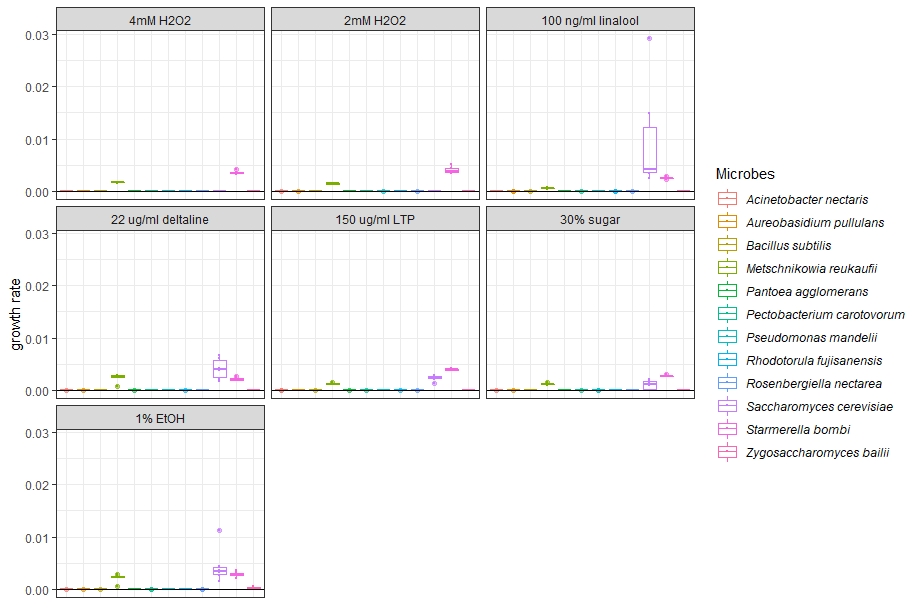 4mM H2O2
2mM H2O2
100 ng/ml linalool
0.03
0.02
0.01
0.00
22 ug/ml deltaline
150 ug/ml LTP
30% sugar
0.03
0.02
0.01
0.00
1% EtOH
0.03
0.02
0.01
0.00
growth rate
Microbes
Acinetobacter nectaris
Aureobasidium pullulans
Bacillus subtilis
Metschnikowia reukaufii
Pantoea agglomerans
Pectobacterium carotovorum
Pseudomonas mandelii
Rhodotorula fujisanensis
Rosenbergiella nectarea
Saccharomyces cerevisiae
Starmerella bombi
Zygosaccharomyces bailii